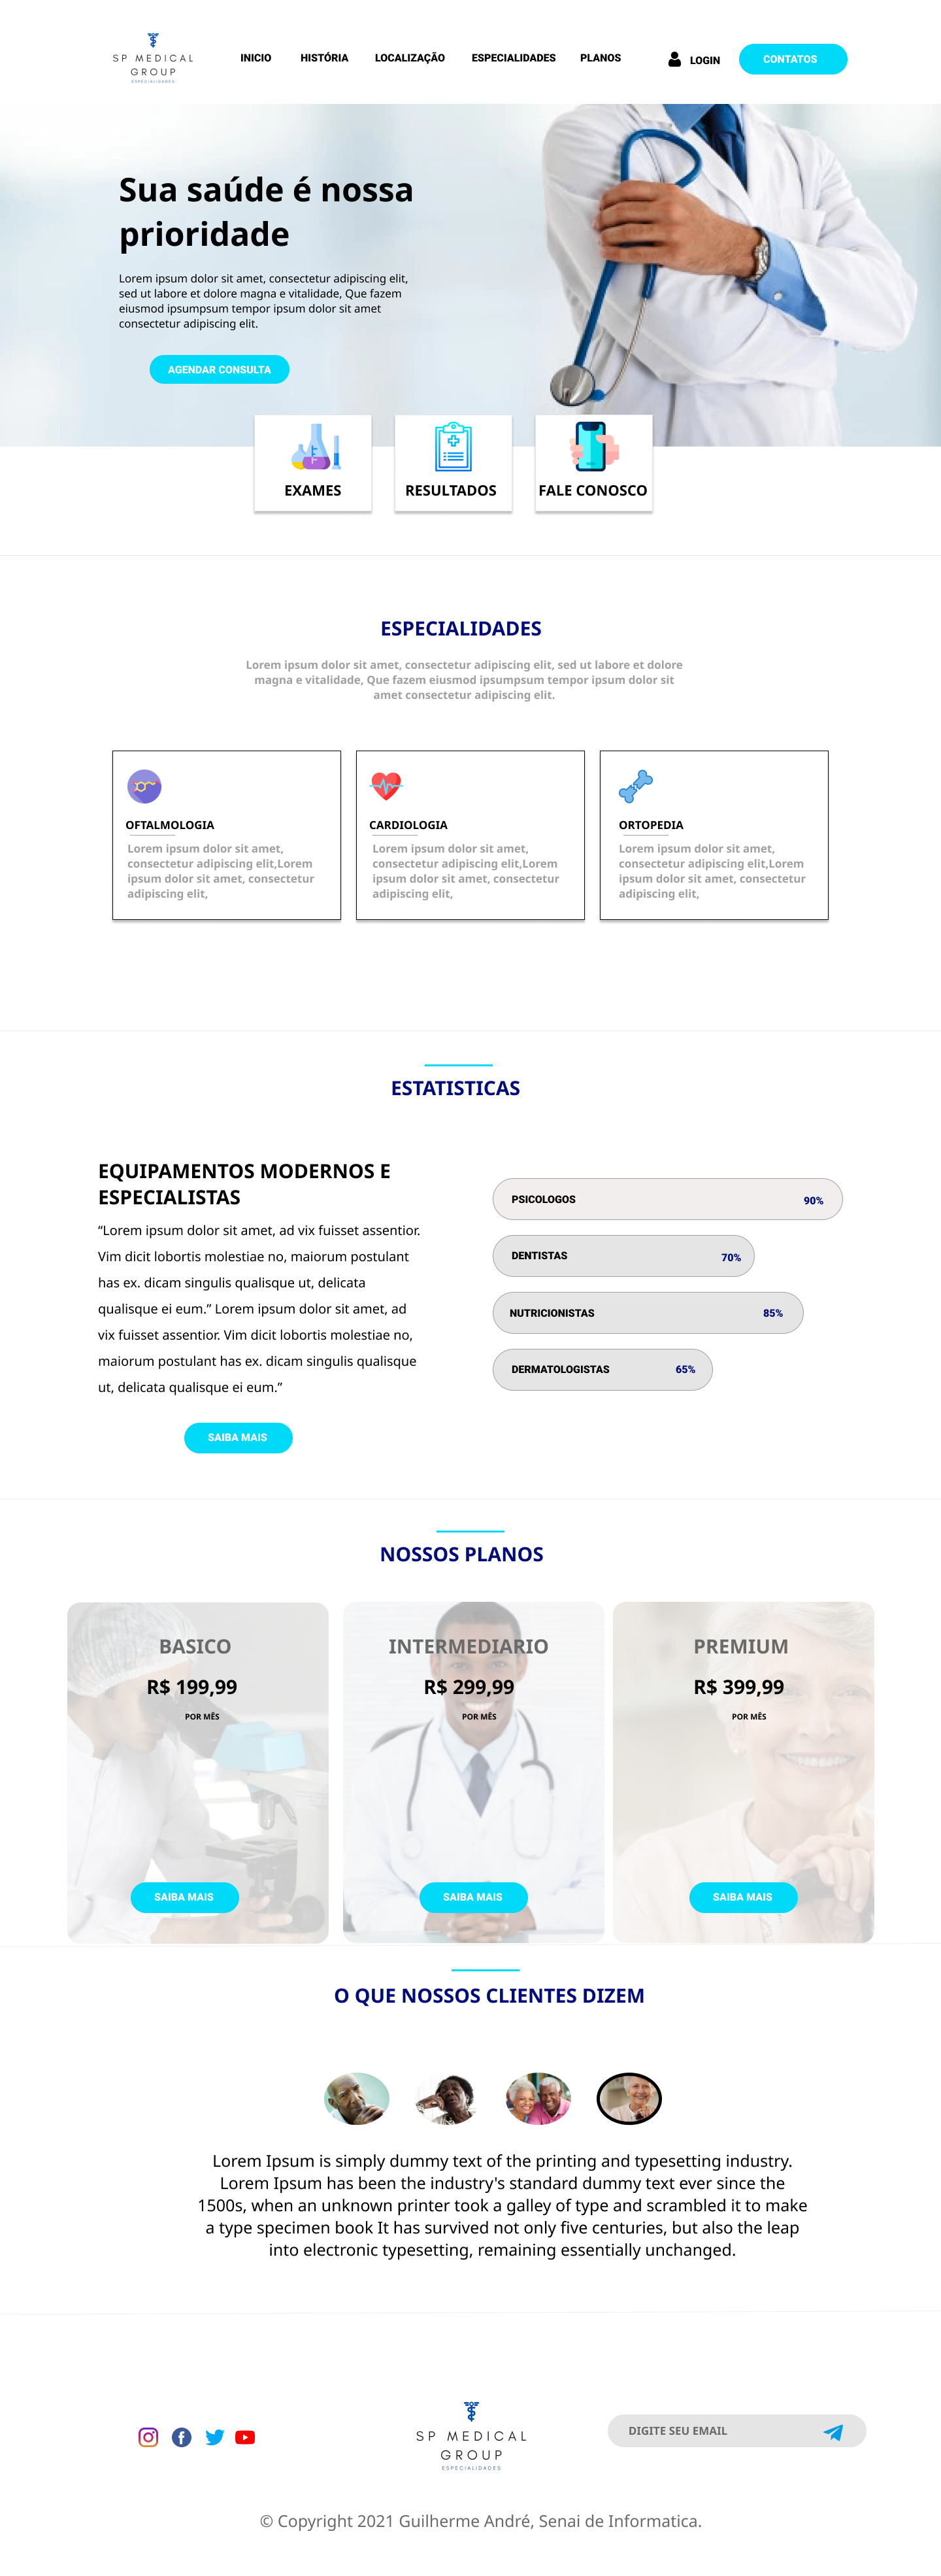 SP MEDICAL
GROUP
ESPECIALIDADES
INICIO HISTÓRIA LOCALIZAÇÃO ESPECIALIDADES PLANOS LOGIN CONTATOS
Sua saúde é nossa
prioridade
Lorem ipsum dolor sit amet, consectetur adipiscing elit,
sed ut labore et dolore magna e vitalidade, Que fazem
eiusmod ipsumpsum tempor ipsum dolor sit amet
consectetur adipiscing elit.
AGENDAR CONSULTA
EXAMES RESULTADOS FALE CONOSCO
ESPECIALIDADES
Lorem ipsum dolor sit amet, consectetur adipiscing elit, sed ut labore et dolore
magna e vitalidade, Que fazem eiusmod ipsumpsum tempor ipsum dolor sit
amet consectetur adipiscing elit.
OFTALMOLOGIA
Lorem ipsum dolor sit amet,
consectetur adipiscing elit,Lorem
ipsum dolor sit amet, consectetur
adipiscing elit,
CARDIOLOGIA
Lorem ipsum dolor sit amet,
consectetur adipiscing elit,Lorem
ipsum dolor sit amet, consectetur
adipiscing elit,
ORTOPEDIA
Lorem ipsum dolor sit amet,
consectetur adipiscing elit,Lorem
ipsum dolor sit amet, consectetur
adipiscing elit,
ESTATISTICAS
EQUIPAMENTOS MODERNOS E
ESPECIALISTAS
“Lorem ipsum dolor sit amet, ad vix fuisset assentior.
Vim dicit lobortis molestiae no, maiorum postulant
has ex. dicam singulis qualisque ut, delicata
qualisque ei eum.” Lorem ipsum dolor sit amet, ad
vix fuisset assentior. Vim dicit lobortis molestiae no,
maiorum postulant has ex. dicam singulis qualisque
ut, delicata qualisque ei eum.”
SAIBA MAIS
PSICOLOGOS 90%
DENTISTAS 70%
NUTRICIONISTAS 85%
DERMATOLOGISTAS 65%
NOSSOS PLANOS
BASICO
R$ 199,99
POR MÊS
SAIBA MAIS
INTERMEDIARIO
R$ 299,99
POR MÊS
SAIBA MAIS
PREMIUM
R$ 399,99
POR MÊS
SAIBA MAIS
O QUE NOSSOS CLIENTES DIZEM
Lorem Ipsum is simply dummy text of the printing and typesetting industry.
Lorem Ipsum has been the industry's standard dummy text ever since the
1500s, when an unknown printer took a galley of type and scrambled it to make
a type specimen book It has survived not only five centuries, but also the leap
into electronic typesetting, remaining essentially unchanged.
SP MEDICAL
GROUP
ESPECIALIDADES
DIGITE SEU EMAIL
© Copyright 2021 Guilherme André, Senai de Informatica.